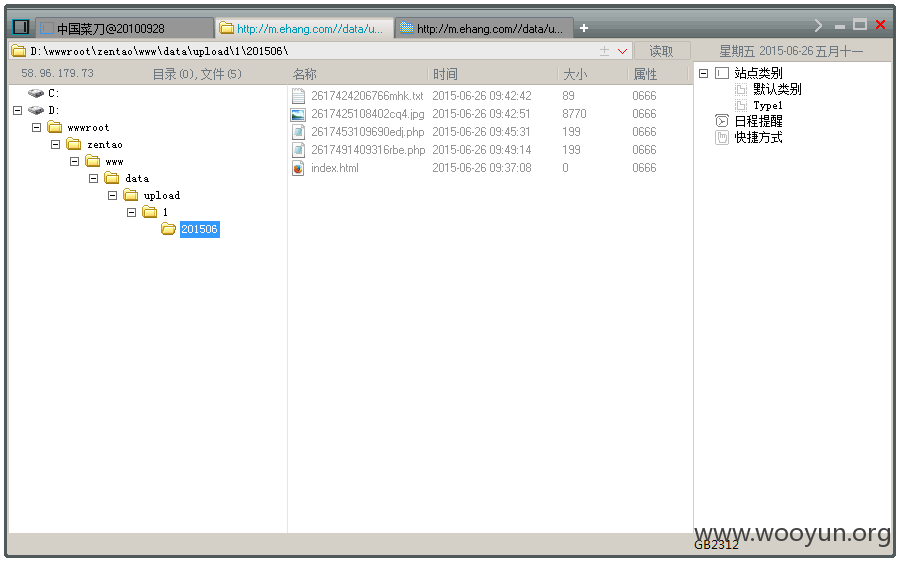 中国菜刀@20100928
http://m.ehang.com//data/u...
http://m.ehang.com//data/u...
D:\wwwroot\zentao\www\data\upload\1\201506\
读取
星期五 2015-06-26 五月十一
58.96.179.73
目录(0),文件(5)
名称 时间 大小 属性
C:
D:
wwwroot
zentao
www
data
upload
1
201506
2617424206766mhk.txt 2015-06-26 09:42:42 89 0666
2617425108402cq4.jpg 2015-06-26 09:42:51 8770 0666
2617453109690edj.php 2015-06-26 09:45:31 199 0666
2617491409316rbe.php 2015-06-26 09:49:14 199 0666
index.html 2015-06-26 09:37:08 0 0666
站点类别
默认类别
Type1
日程提醒
快捷方式
www.wooyun.org
GB2312